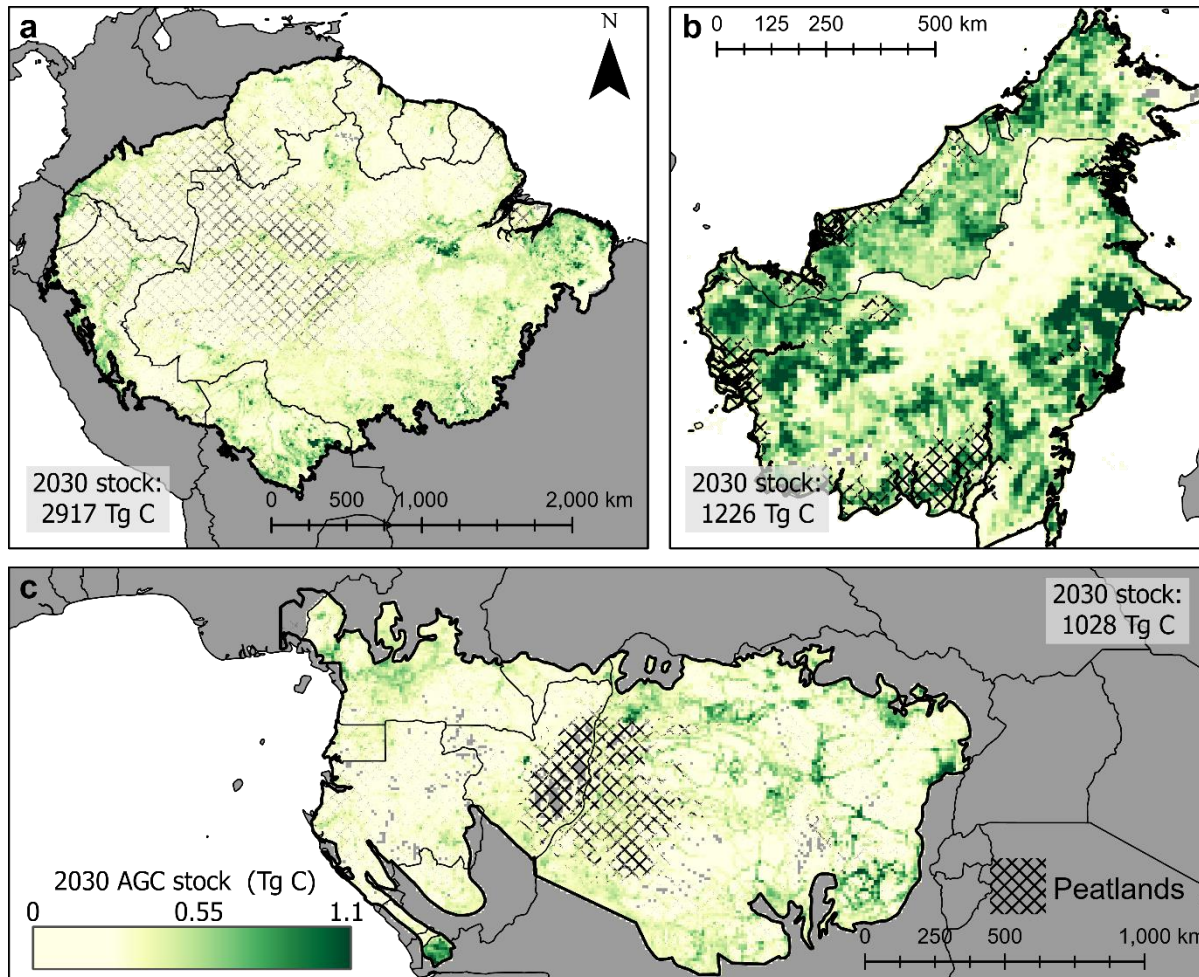 a
N
2030 stock:
2917 Tg C
0 500 1,000 2,000 km
b
0 125 250 500 km
2030 stock:
1226 Tg C
c
2030 stock:
1028 Tg C
2030 AGC stock (Tg C)
0 0.55 1.1
Peatlands
0 250 500 1,000 km